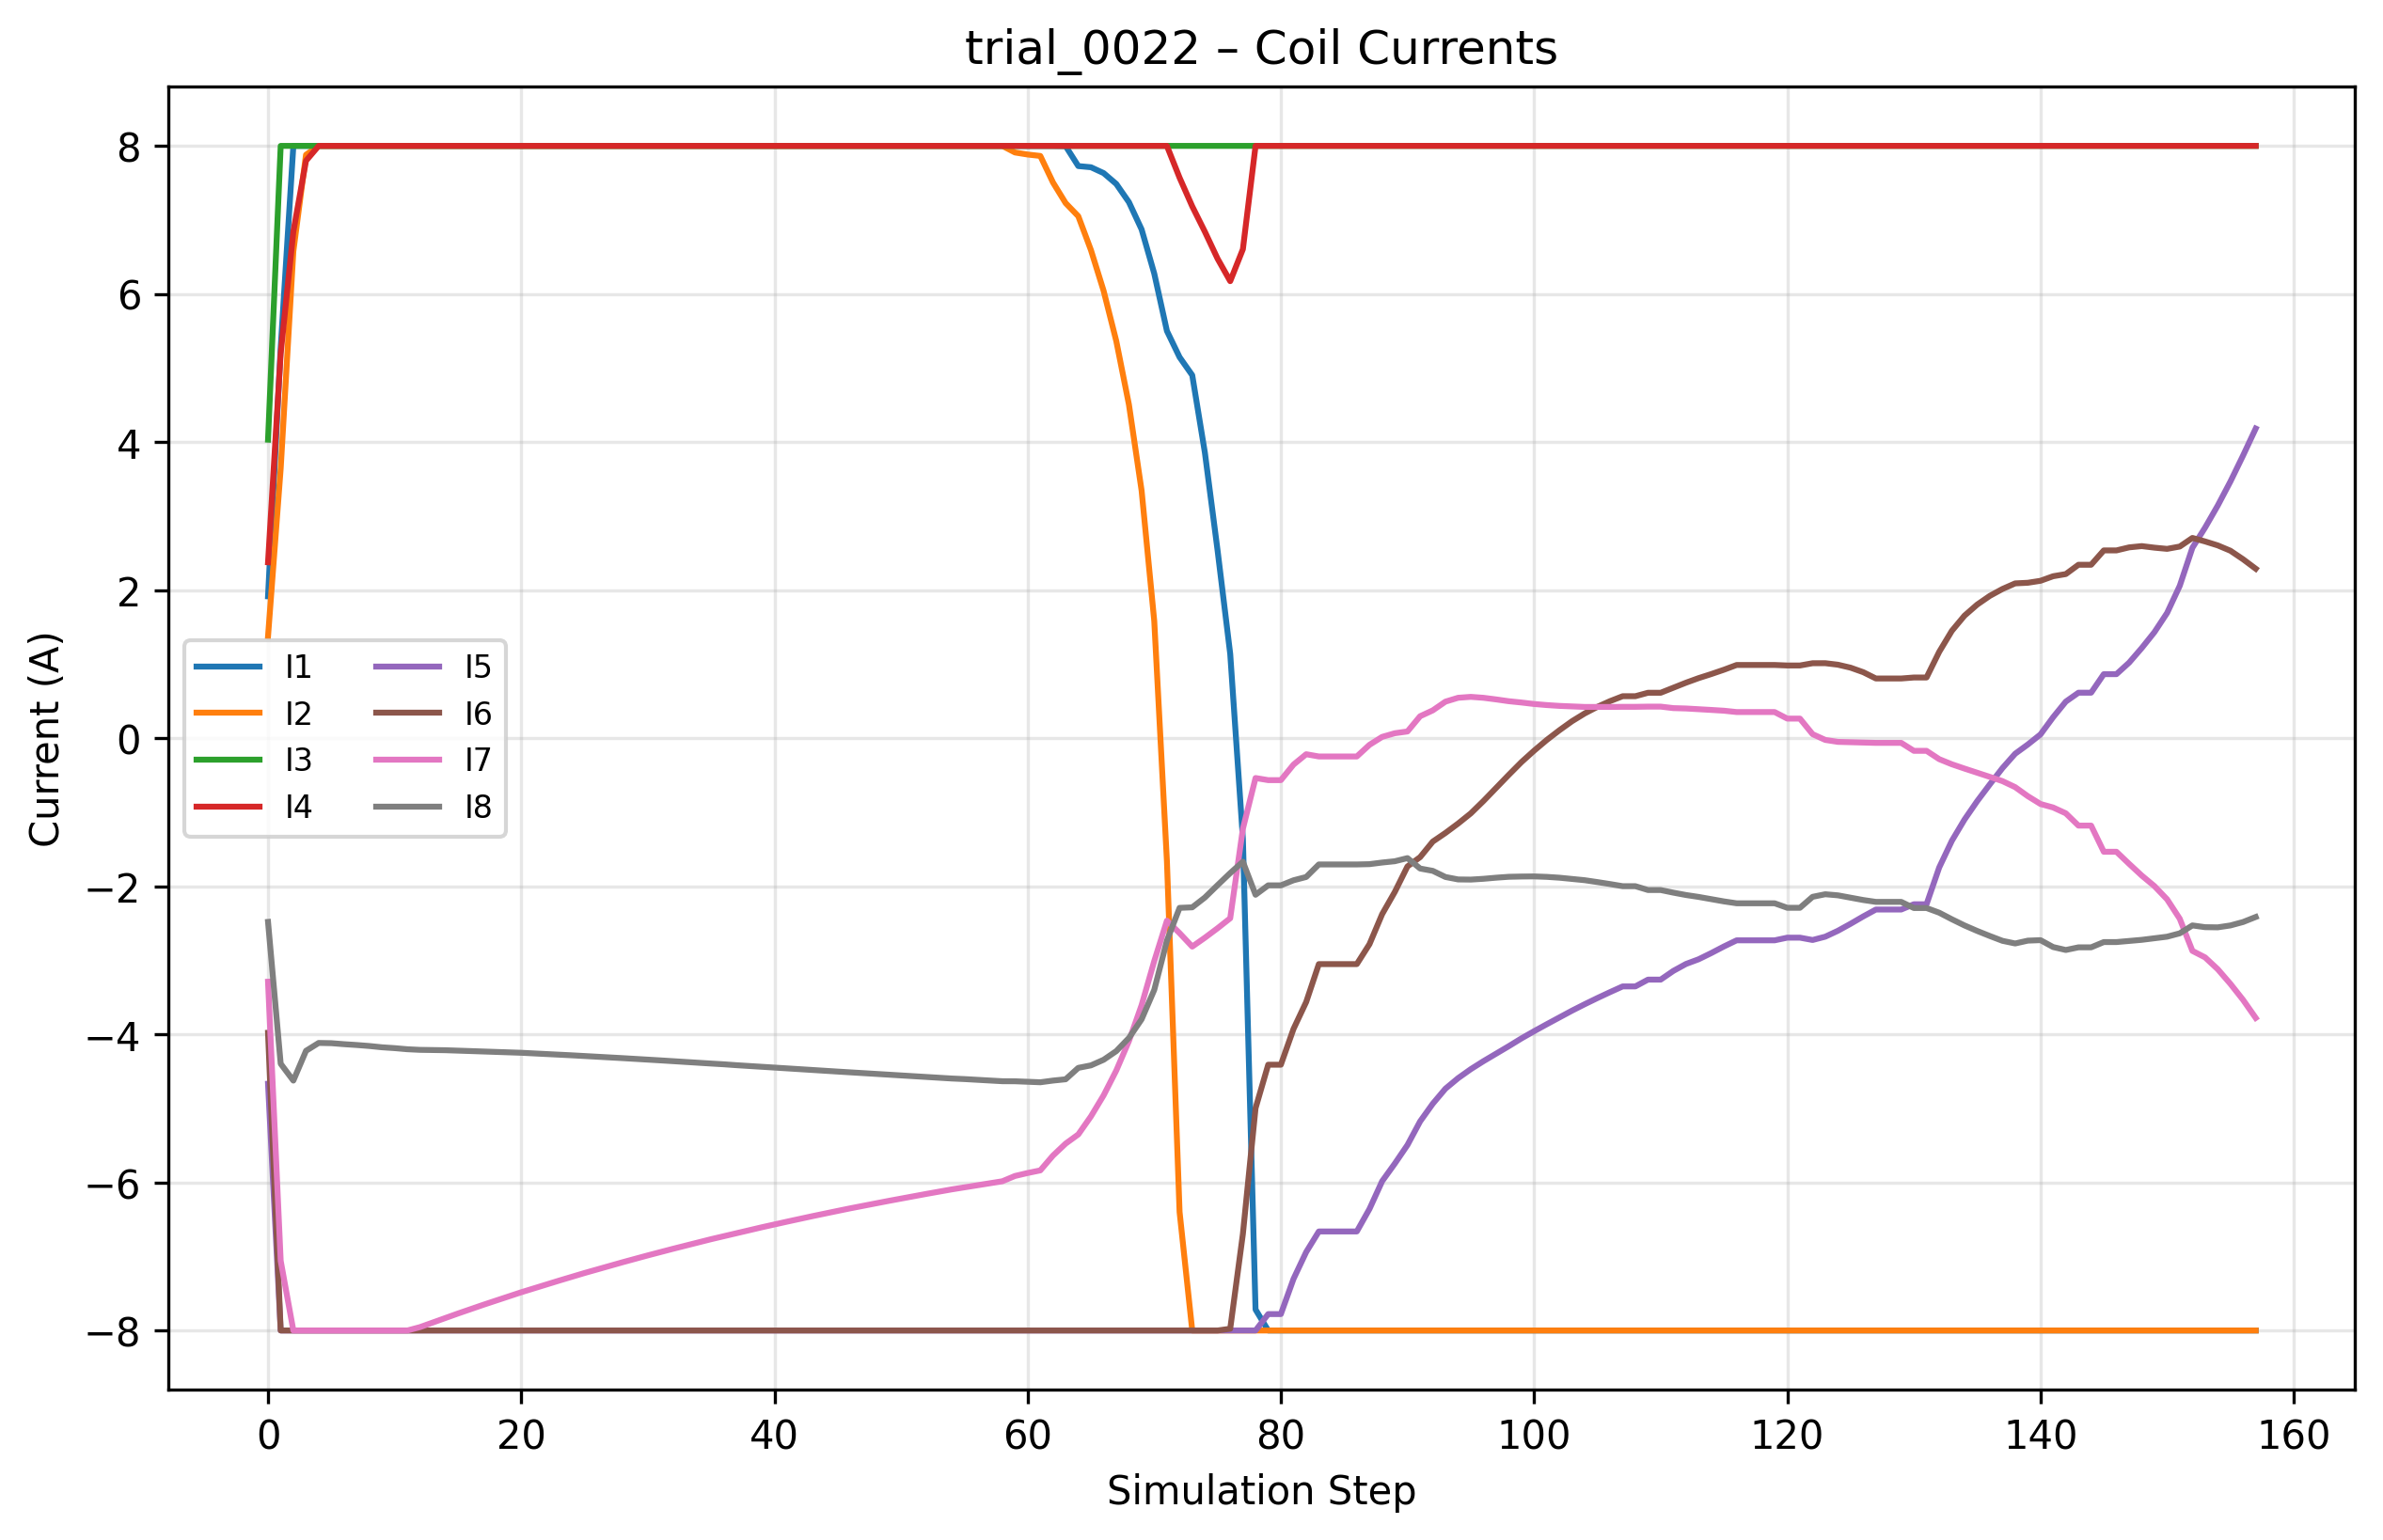 trial_0022 – Coil Currents
Current (A)
8
6
4
2
0
−2
−4
−6
−8
I1
I2
I3
I4
I5
I6
I7
I8
0 20 40 60 80 100 120 140 160
Simulation Step